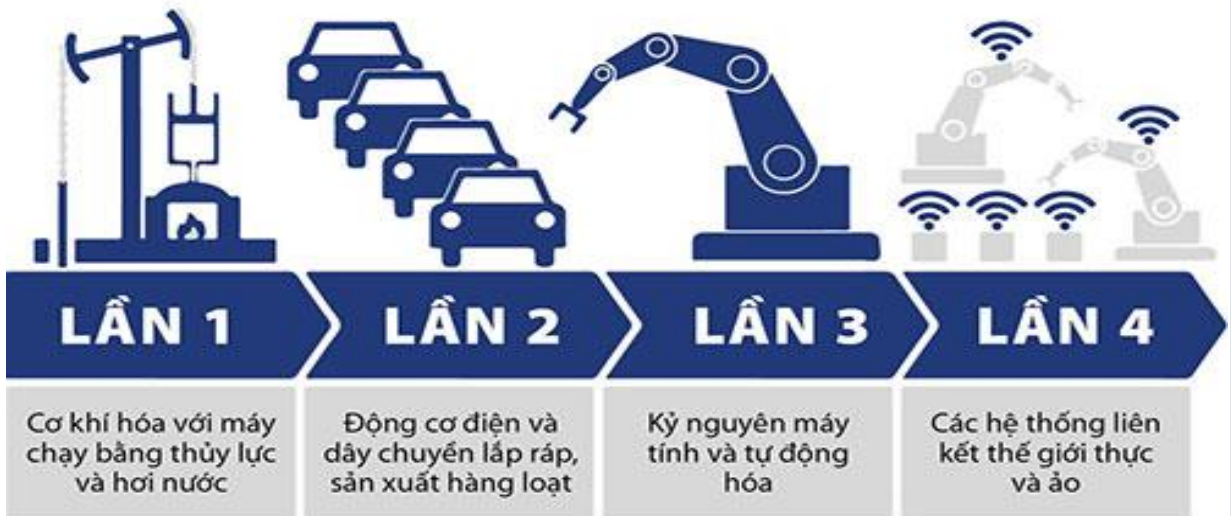 LẦN 1
LẦN 2
LẦN 3
LẦN 4
Cơ khí hóa với máy
chạy bằng thủy lực
và hơi nước
Động cơ điện và
dây chuyền lắp ráp,
sản xuất hàng loạt
Kỷ nguyên máy
tính và tự động
hóa
Các hệ thống liên
kết thế giới thực
và ảo